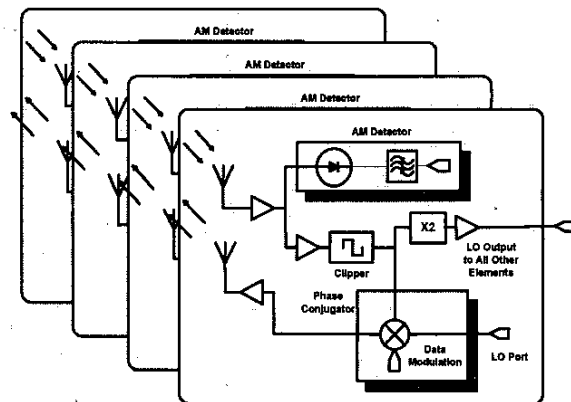 AM Detector
AM Detector
AM Detector
AM Detector
X2
LO Output
to All Other
Elements
Clipper
Phase
Conjugator
Data
Modulation
LO Port